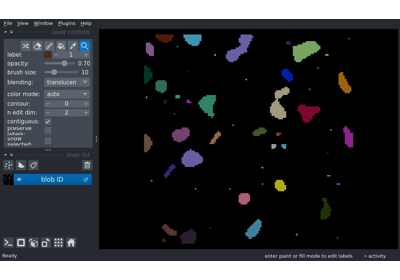 File View Window Plugins Help
layer controls
label: 1
opacity: 0.70
brush size: 10
blending: translucen
color mode: auto
contour: 0
n edit dim: 2
contiguous: ✓
preserve
labels:
show
selected:
layer list
blob ID
enter paint or fill mode to edit labels activity